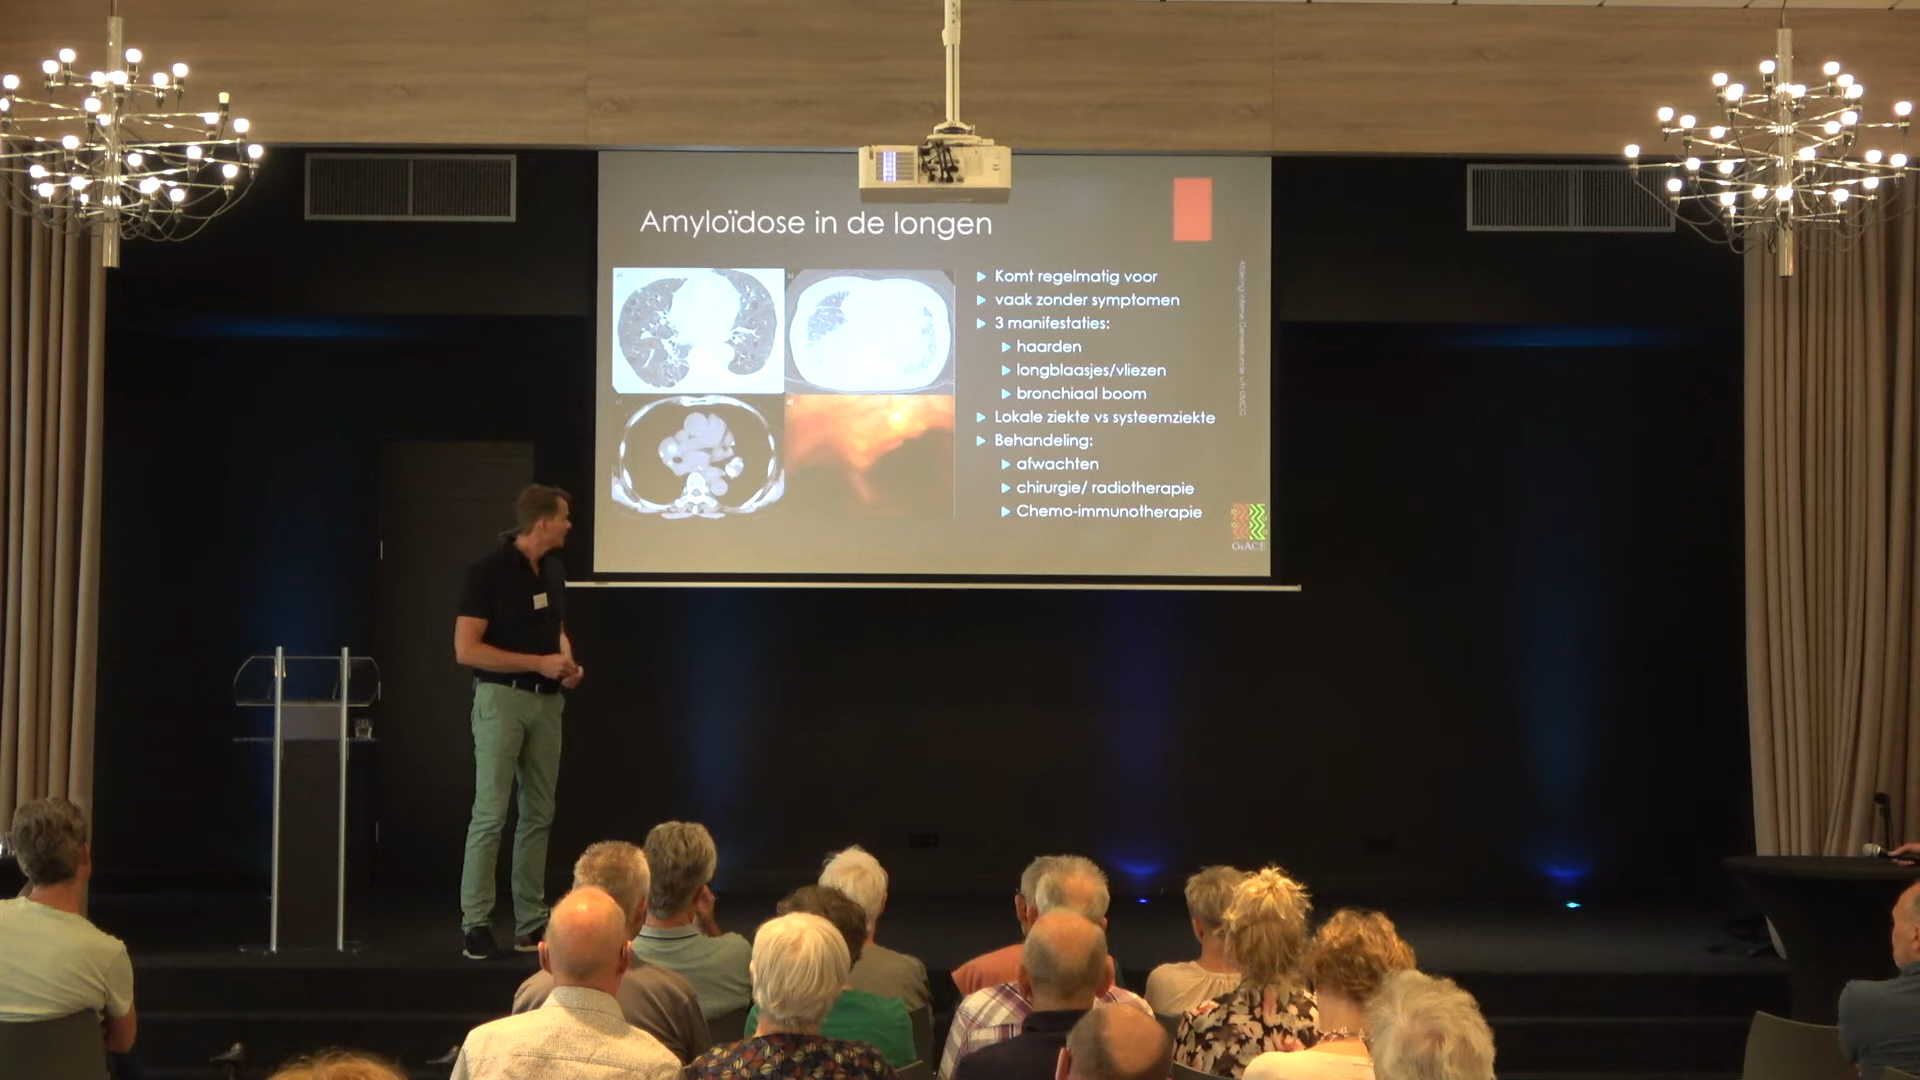 Amyloïdose in de longen
Komt regelmatig voor
vaak zonder symptomen
3 manifestaties:
haarden
longblaasjes/vliezen
bronchiaal boom
Lokale ziekte vs systeemziekte
Behandeling:
afwachten
chirurgie/ radiotherapie
Chemo-immunotherapie
GrACE